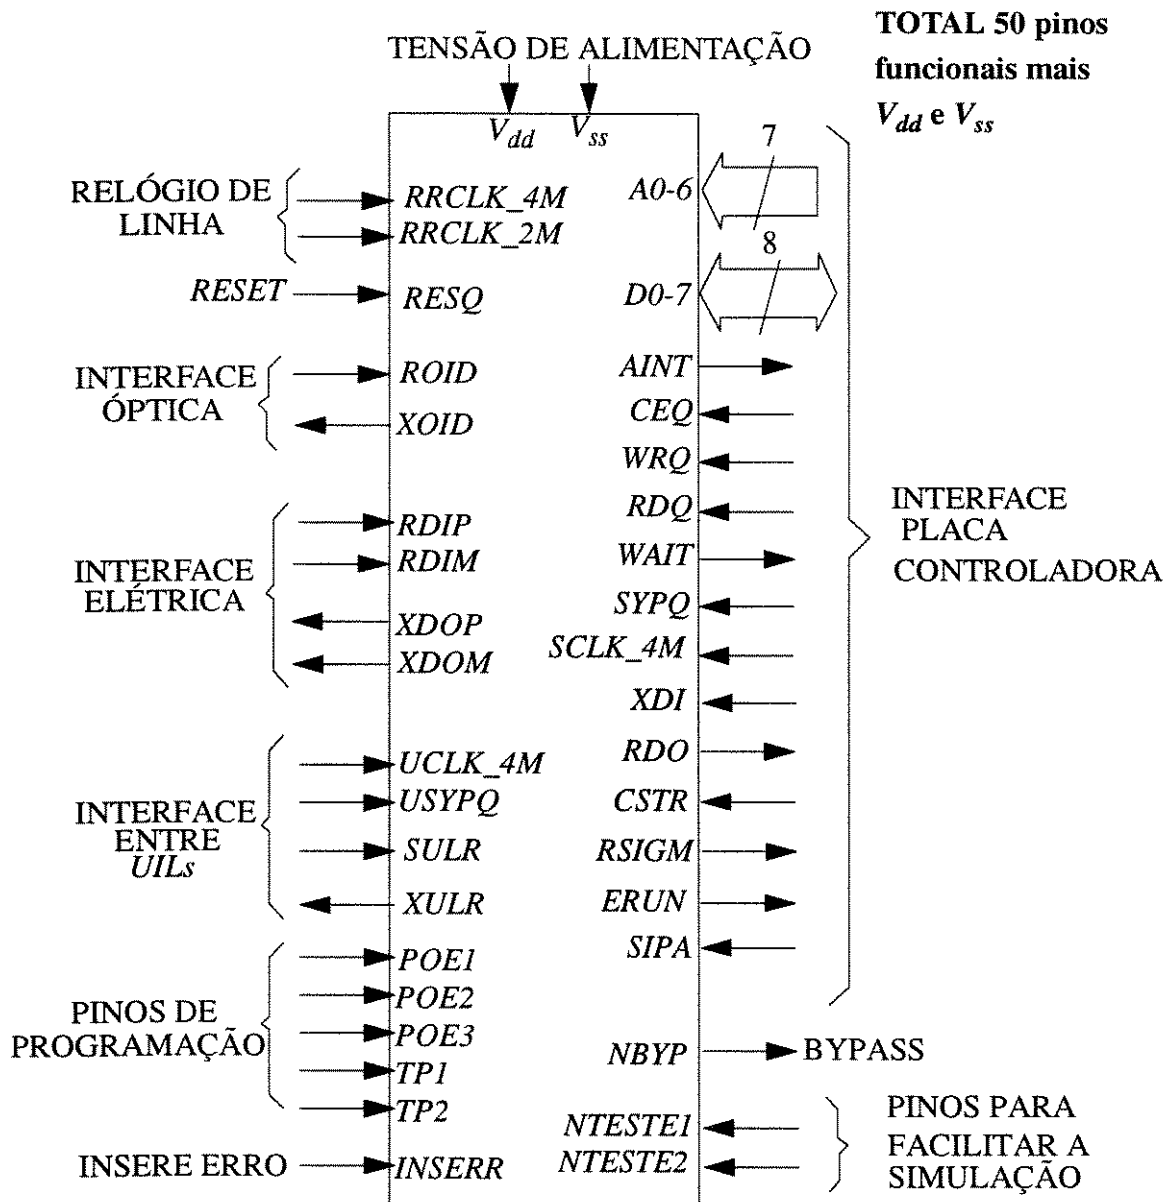 TENSÃO DE ALIMENTAÇÃO
TOTAL 50 pinos
funcionais mais
Vdd e Vss
Vdd
Vss
RELÓGIO DE
LINHA
RRCLK_4M
RRCLK_2M
RESET
RESQ
INTERFACE
ÓPTICA
ROID
XOID
INTERFACE
ELÉTRICA
RDIP
RDIM
XDOP
XDOM
INTERFACE
ENTRE
UILs
UCLK_4M
USYPQ
SULR
XULR
PINOS DE
PROGRAMAÇÃO
POE1
POE2
POE3
TP1
TP2
INSERE ERRO
INSERR
A0-6
7
D0-7
8
AINT
CEQ
WRQ
RDQ
WAIT
SYPQ
SCLK_4M
XDI
RDO
CSTR
RSIGM
ERUN
SIPA
INTERFACE
PLACA
CONTROLADORA
NBYP
BYPASS
NTESTE1
NTESTE2
PINOS PARA
FACILITAR A
SIMULAÇÃO